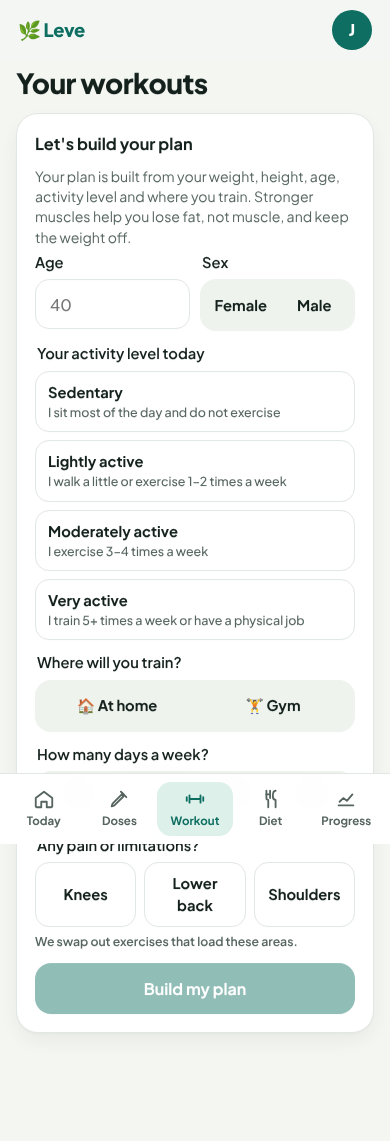 Leve
J
Your workouts
Let's build your plan
Your plan is built from your weight, height, age,
activity level and where you train. Stronger
muscles help you lose fat, not muscle, and keep
the weight off.
Age
Sex
40
Female
Male
Your activity level today
Sedentary
I sit most of the day and do not exercise
Lightly active
I walk a little or exercise 1–2 times a week
Moderately active
I exercise 3–4 times a week
Very active
I train 5+ times a week or have a physical job
Where will you train?
At home
Gym
How many days a week?
Today
Doses
Workout
Diet
Progress
Any pain or limitations?
Knees
Lower
back
Shoulders
We swap out exercises that load these areas.
Build my plan